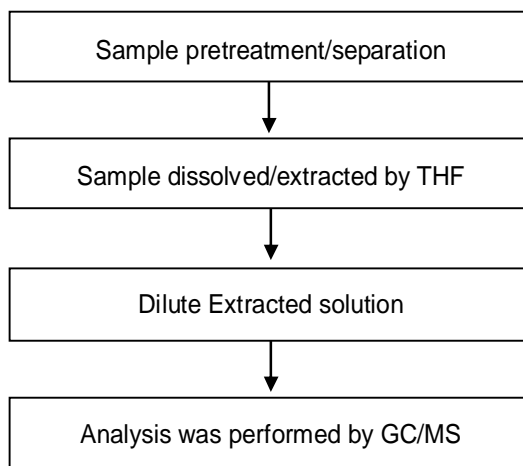 Sample pretreatment/separation
Sample dissolved/extracted by THF
Dilute Extracted solution
Analysis was performed by GC/MS